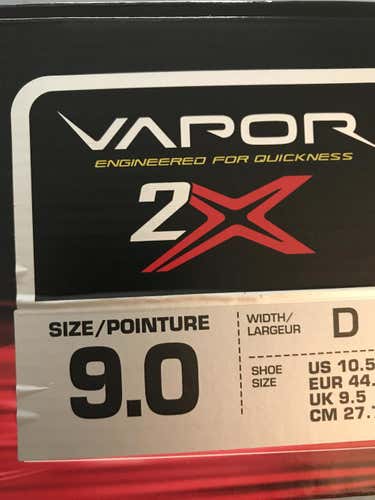 VAPOR
ENGINEERED FOR QUICKNESS
2X
SIZE/POINTURE
9.0
WIDTH/
LARGEUR
D
SHOE
SIZE
US 10.5
EUR 44.
UK 9.5
CM 27.